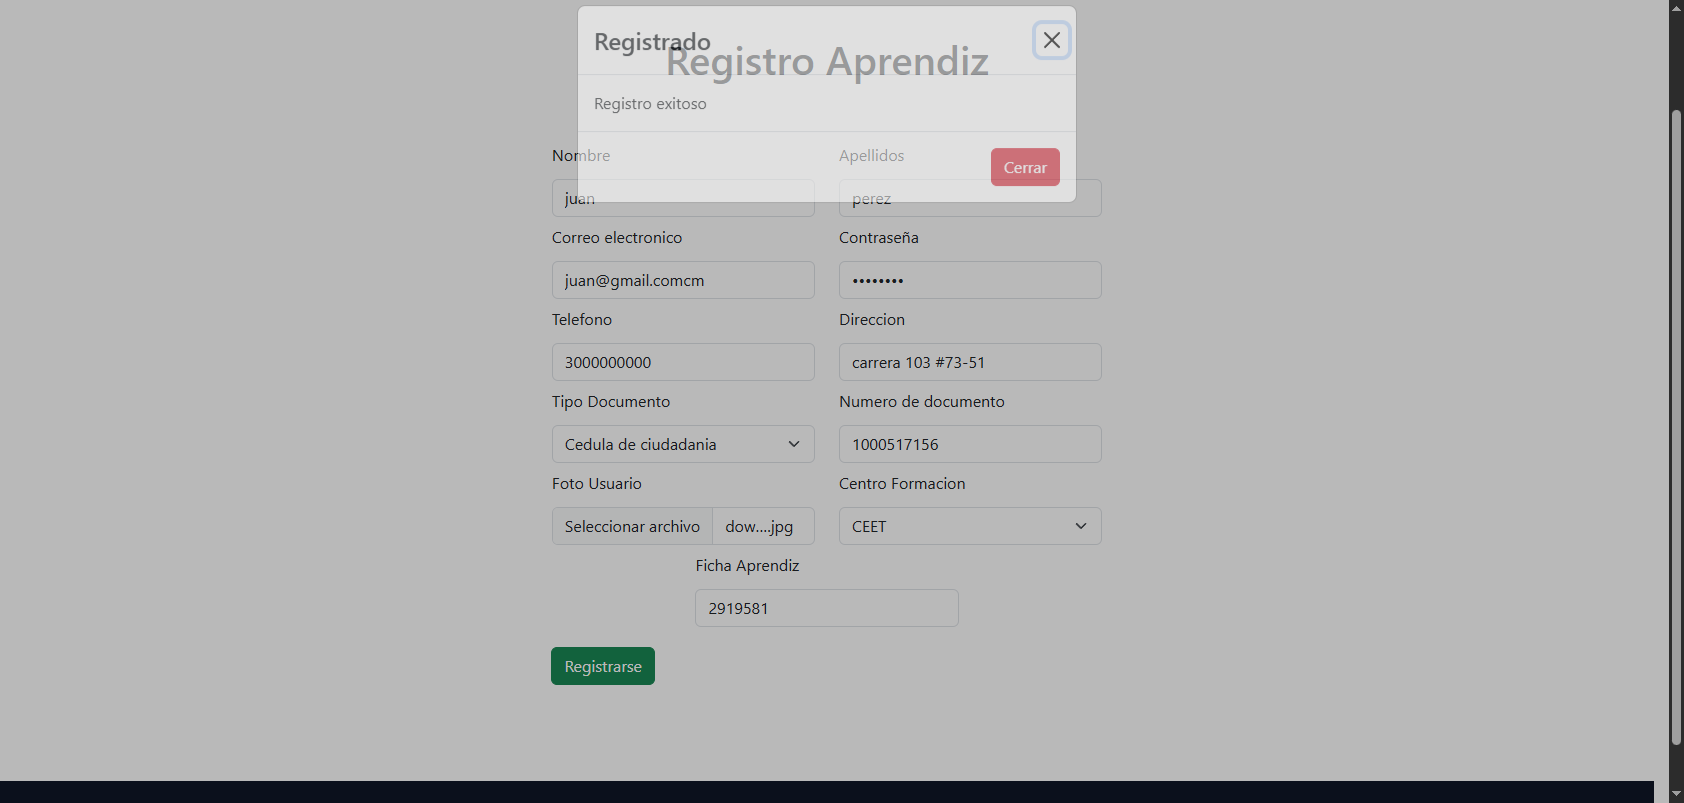 Registrado
Registro Aprendiz
Registro exitoso
Nombre Apellidos
Cerrar
juan perez
Correo electronico Contraseña
juan@gmail.comcm ••••••••
Telefono Direccion
3000000000 carrera 103 #73-51
Tipo Documento Numero de documento
Cedula de ciudadania 1000517156
Foto Usuario Centro Formacion
Seleccionar archivo dow....jpg CEET
Ficha Aprendiz
2919581
Registrarse